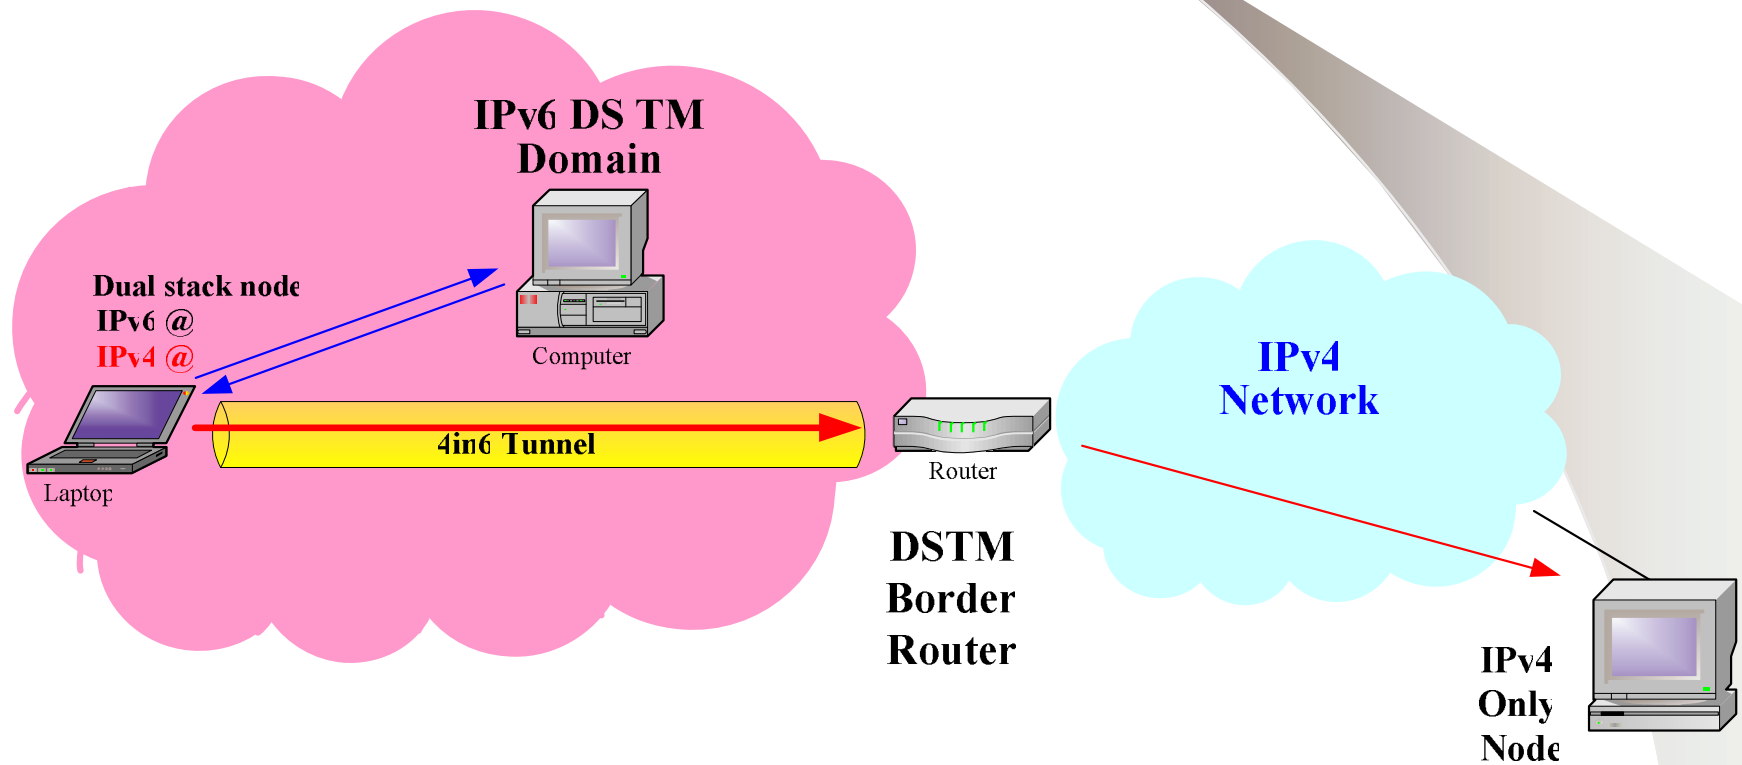 IPv6 DS TM
Domain
Dual stack node
IPv6 @
IPv4 @
Computer
4in6 Tunnel
Laptop
Router
DSTM
Border
Router
IPv4
Network
IPv4
Only
Node